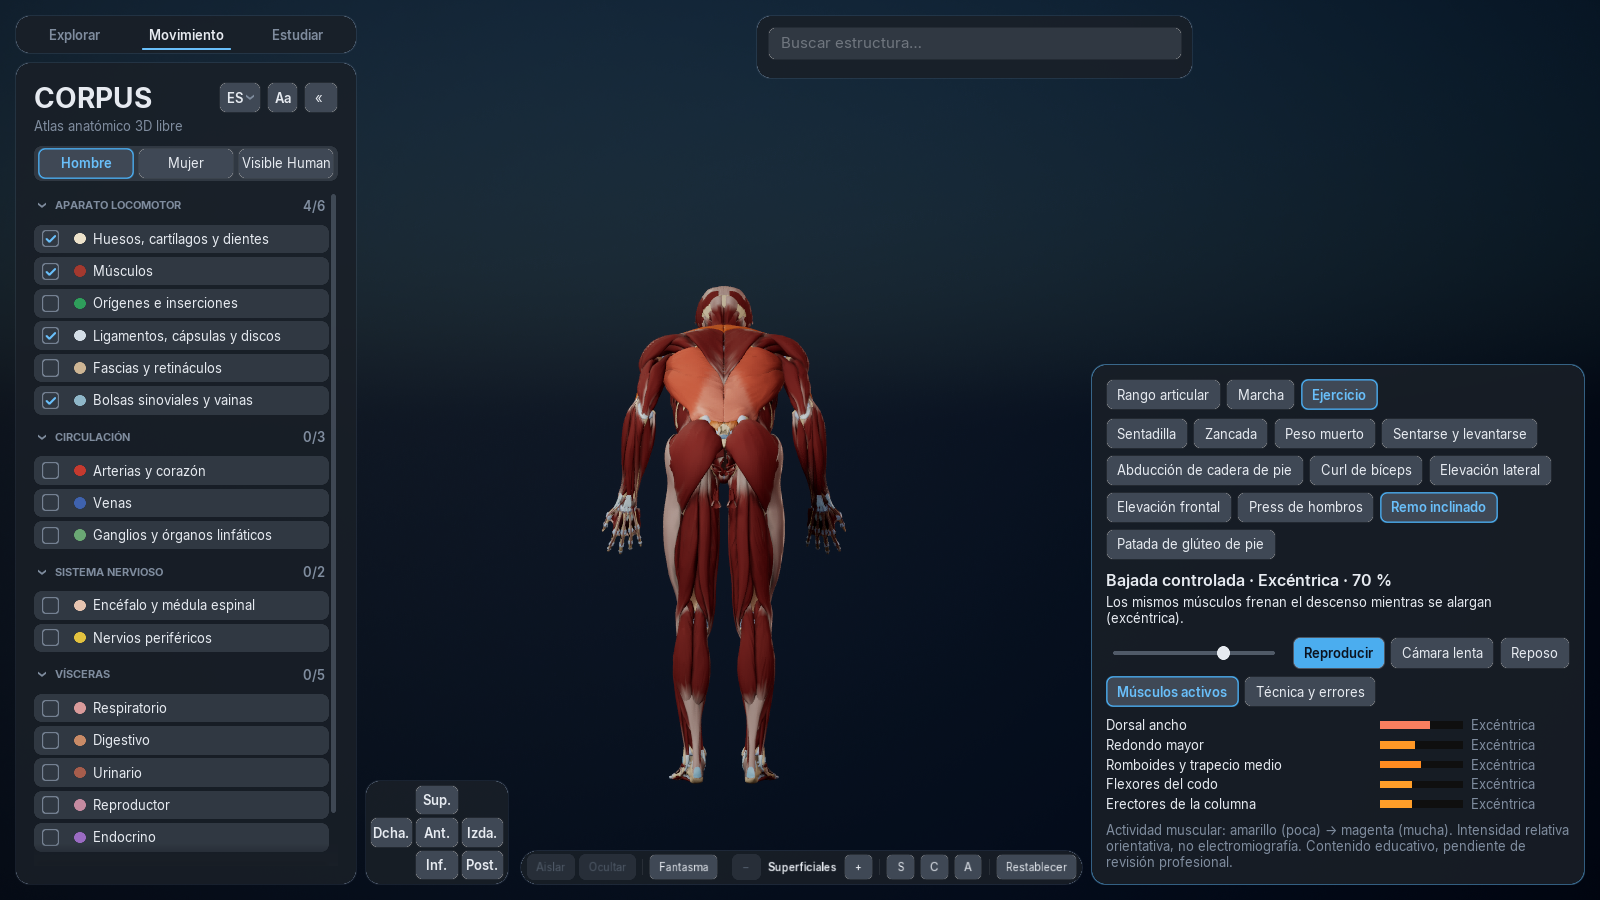 Explorar Movimiento Estudiar
Buscar estructura...
CORPUS ES Aa «
Atlas anatómico 3D libre
Hombre Mujer Visible Human
APARATO LOCOMOTOR 4/6
Huesos, cartílagos y dientes
Músculos
Orígenes e inserciones
Ligamentos, cápsulas y discos
Fascias y retináculos
Bolsas sinoviales y vainas
CIRCULACIÓN 0/3
Arterias y corazón
Venas
Ganglios y órganos linfáticos
SISTEMA NERVIOSO 0/2
Encéfalo y médula espinal
Nervios periféricos
VÍSCERAS 0/5
Respiratorio
Digestivo
Urinario
Reproductor
Endocrino
Sup.
Dcha. Ant. Izda.
Inf. Post.
Aislar Ocultar Fantasma − Superficiales + S C A Restablecer
Rango articular Marcha Ejercicio
Sentadilla Zancada Peso muerto Sentarse y levantarse
Abducción de cadera de pie Curl de bíceps Elevación lateral
Elevación frontal Press de hombros Remo inclinado
Patada de glúteo de pie
Bajada controlada · Excéntrica · 70 %
Los mismos músculos frenan el descenso mientras se alargan
(excéntrica).
Reproducir Cámara lenta Reposo
Músculos activos Técnica y errores
Dorsal ancho Excéntrica
Redondo mayor Excéntrica
Romboides y trapecio medio Excéntrica
Flexores del codo Excéntrica
Erectores de la columna Excéntrica
Actividad muscular: amarillo (poca) → magenta (mucha). Intensidad relativa
orientativa, no electromiografía. Contenido educativo, pendiente de
revisión profesional.